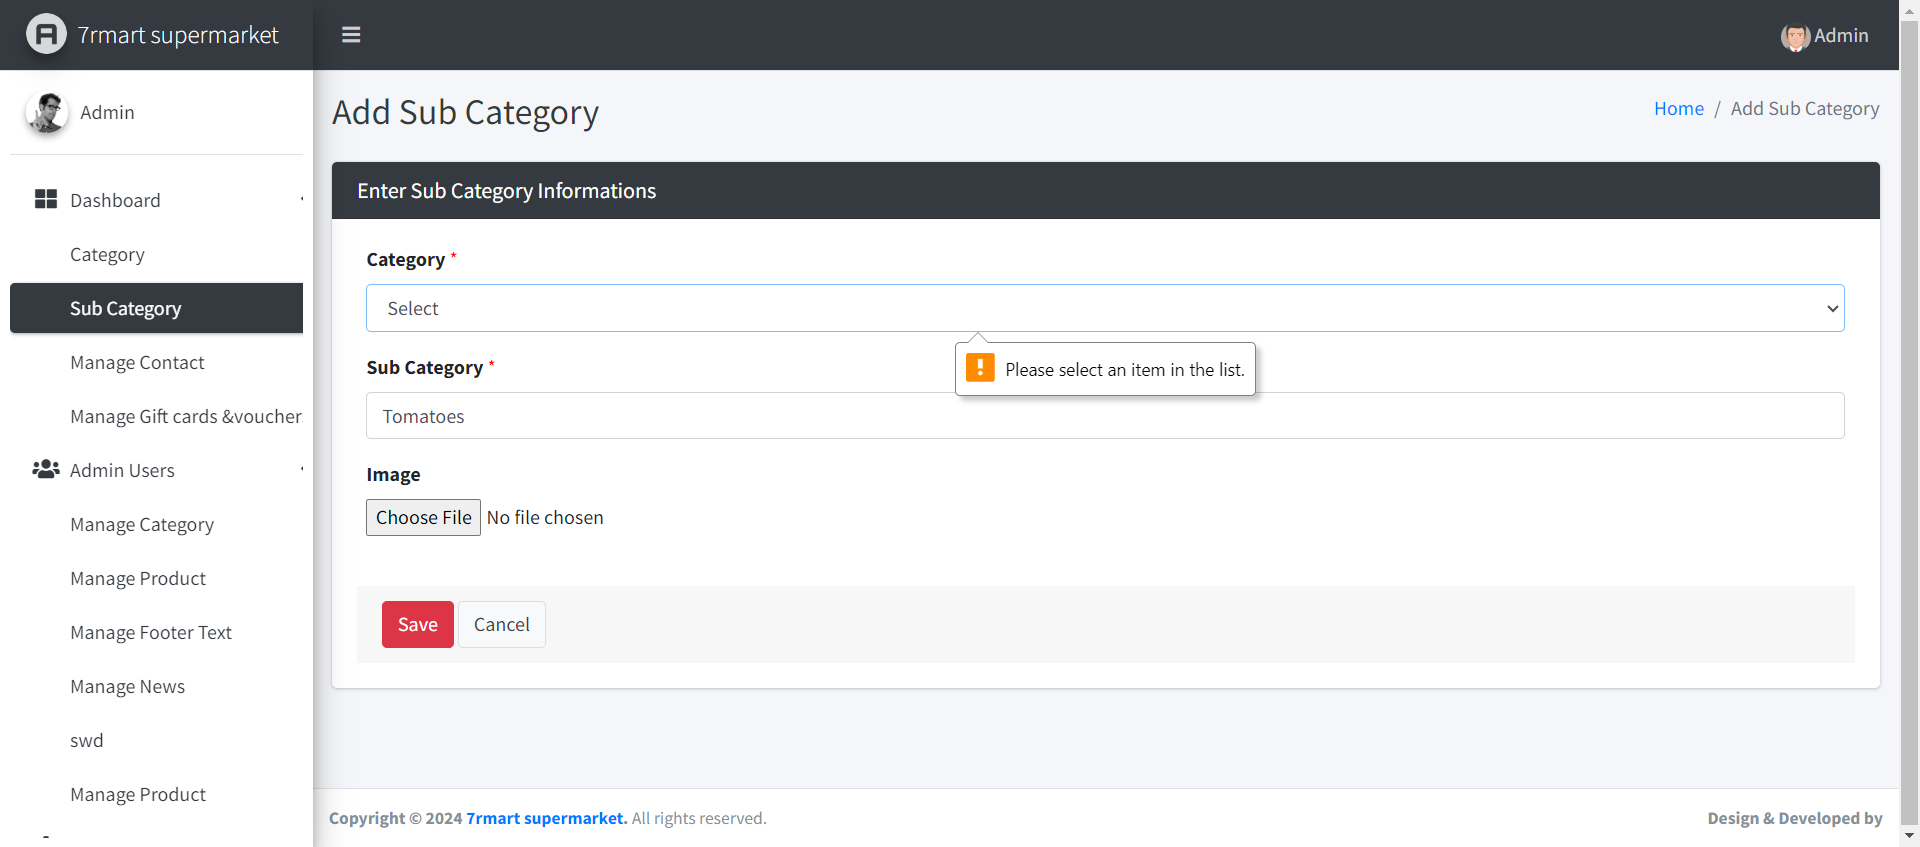 7rmart supermarket
Admin
Admin
Dashboard
Category
Sub Category
Manage Contact
Manage Gift cards &voucher
Admin Users
Manage Category
Manage Product
Manage Footer Text
Manage News
swd
Manage Product
Add Sub Category
Home / Add Sub Category
Enter Sub Category Informations
Category *
Select
Please select an item in the list.
Sub Category *
Tomatoes
Image
Choose File No file chosen
Save Cancel
Copyright © 2024 7rmart supermarket. All rights reserved.
Design & Developed by